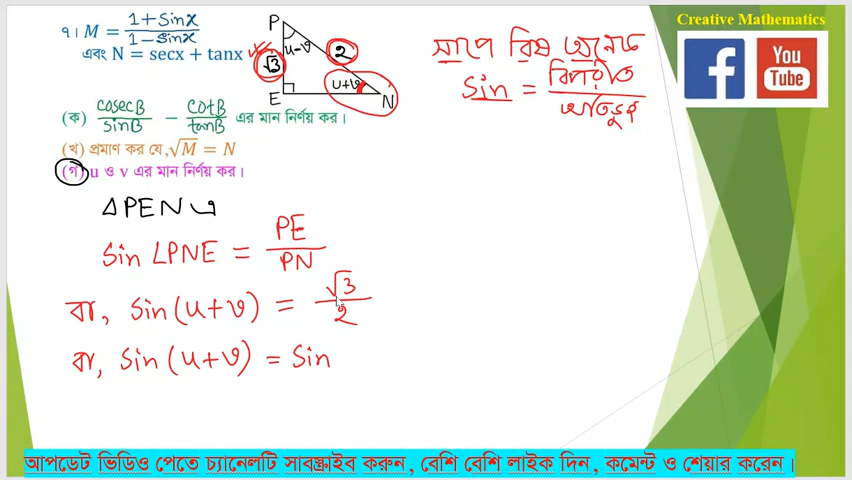 ৭। M = (1+Sinx)/(1-Sinx)
এবং N = secx + tanx
P
u-v
√3
2
u+v
E
N
সাপে বিষ অনেক
Sin = বিপরীত/অতিভুজ
Creative Mathematics
You
Tube
(ক) cosecB/sinB - cotB/tanB এর মান নির্ণয় কর।
(খ) প্রমাণ কর যে, √M = N
(গ) u ও v এর মান নির্ণয় কর।
ΔPEN এ
Sin ∠PNE = PE/PN
বা, Sin(u+v) = √3/2
বা, Sin(u+v) = Sin
আপডেট ভিডিও পেতে চ্যানেলটি সাবস্ক্রাইব করুন, বেশি বেশি লাইক দিন, কমেন্ট ও শেয়ার করেন।